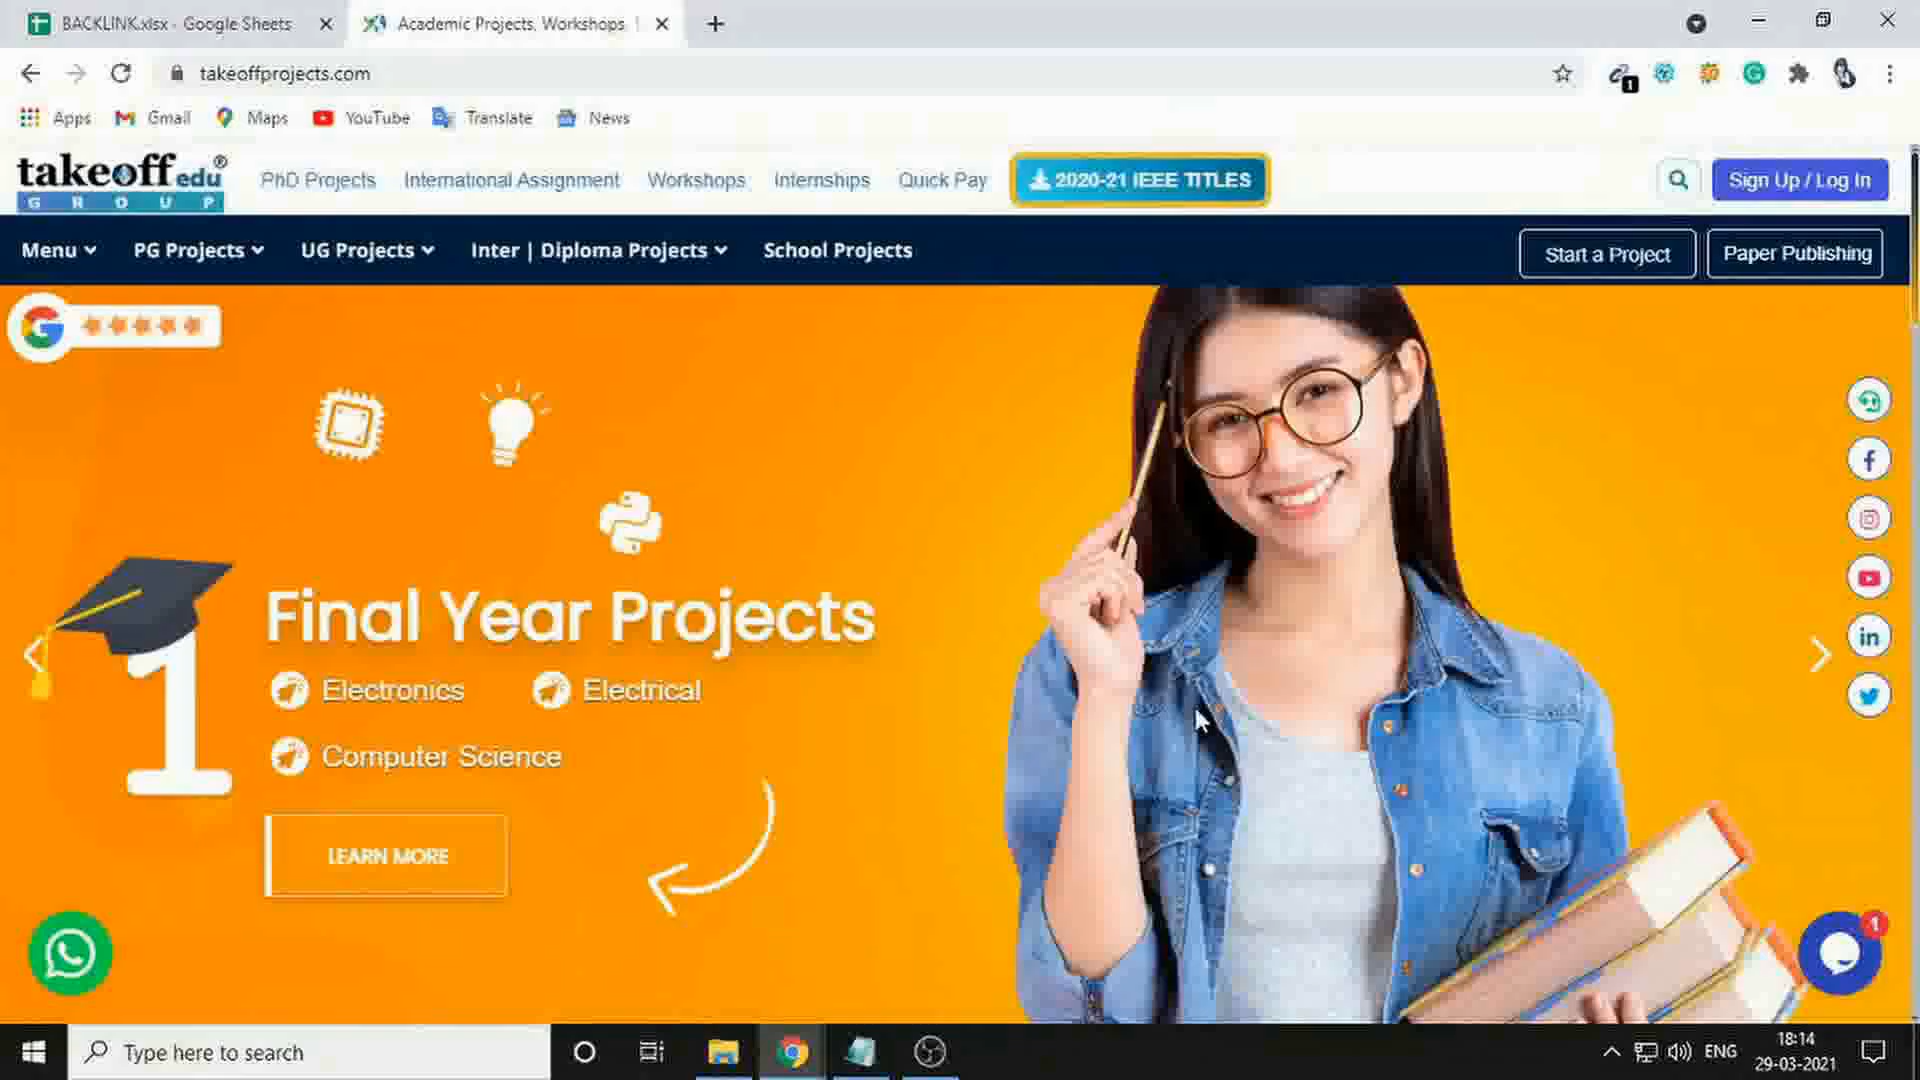 BACKLINK.xlsx - Google Sheets
Academic Projects, Workshops
takeoffprojects.com
1
Apps
Gmail
Maps
YouTube
Translate
News
takeoff edu ®
GROUP
PhD Projects
International Assignment
Workshops
Internships
Quick Pay
2020-21 IEEE TITLES
Sign Up / Log In
Menu
PG Projects
UG Projects
Inter | Diploma Projects
School Projects
Start a Project
Paper Publishing
1
Final Year Projects
Electronics
Electrical
Computer Science
LEARN MORE
1
Type here to search
ENG
18:14
29-03-2021